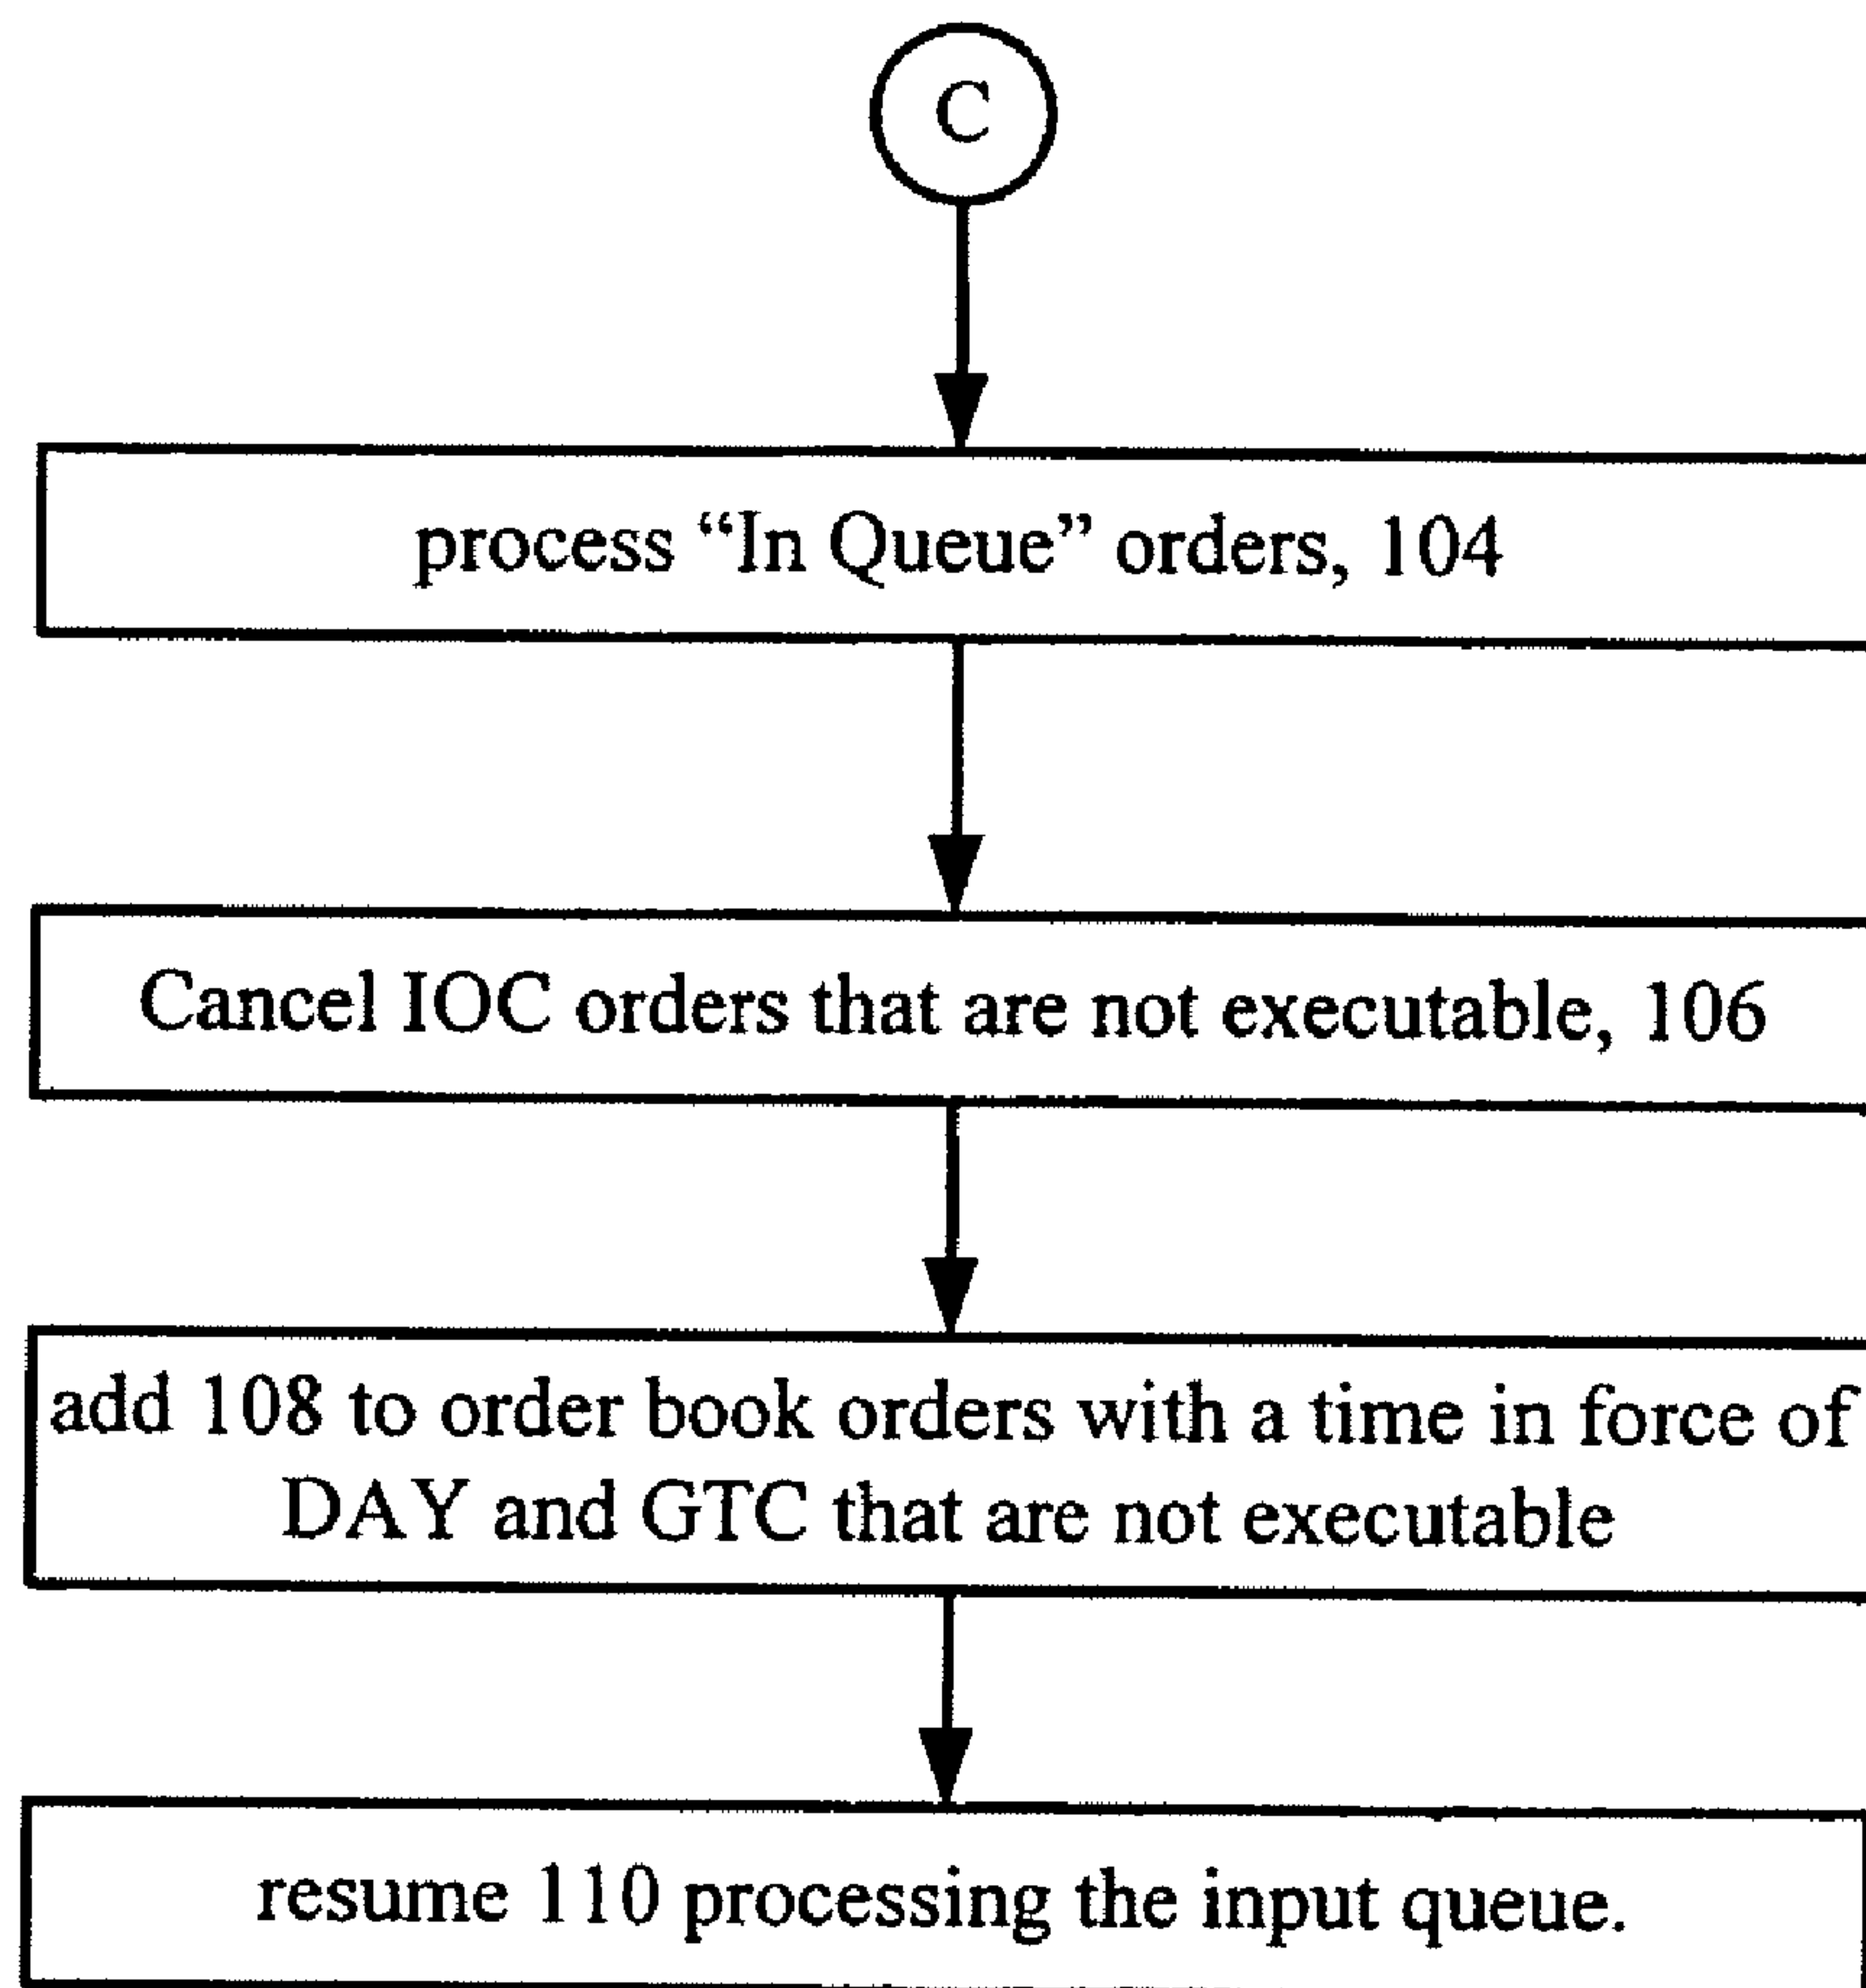 C
process “In Queue” orders, 104
Cancel IOC orders that are not executable, 106
add 108 to order book orders with a time in force of
DAY and GTC that are not executable
resume 110 processing the input queue.